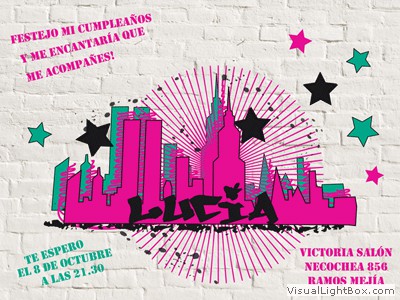 FESTEJO MI CUMPLEAÑOS
Y ME ENCANTARÍA QUE
ME ACOMPAÑES!
LUCÍA
TE ESPERO
EL 8 DE OCTUBRE
A LAS 21.30
VICTORIA SALÓN
NECOCHEA 856
RAMOS MEJÍA
VisualLightBox.com